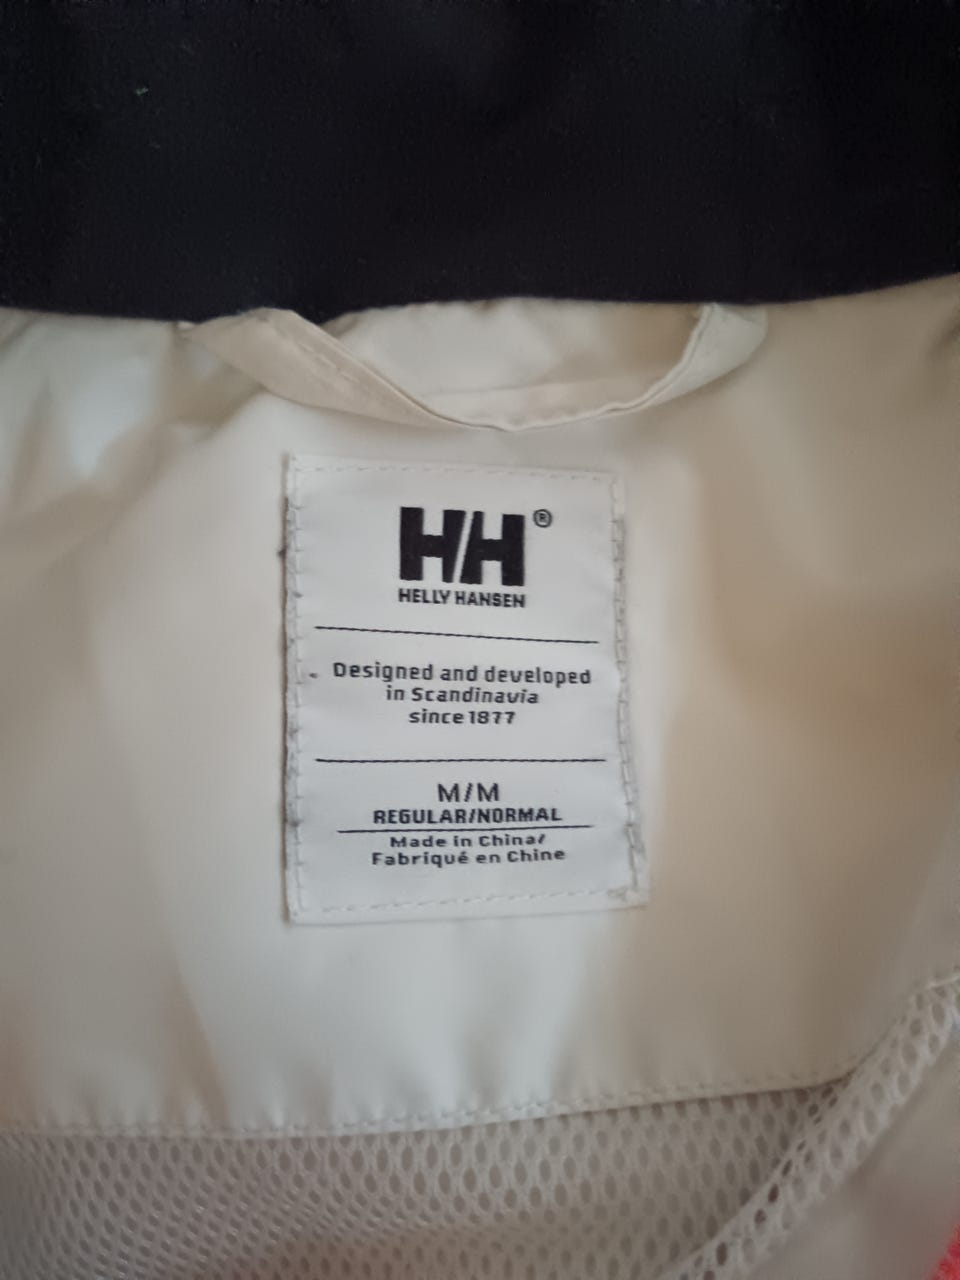 HH®
HELLY HANSEN
Designed and developed
in Scandinavia
since 1877
M/M
REGULAR/NORMAL
Made in China/
Fabriqué en Chine